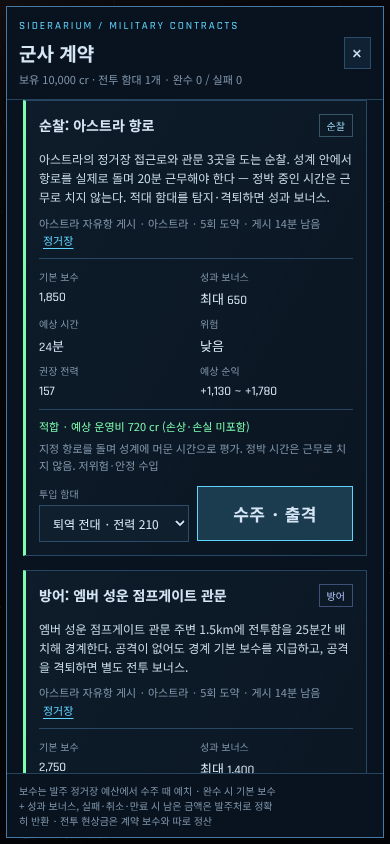 SIDERARIUM / MILITARY CONTRACTS
군사 계약
×
보유 10,000 cr · 전투 함대 1개 · 완수 0 / 실패 0
순찰: 아스트라 항로
순찰
아스트라의 정거장 접근로와 관문 3곳을 도는 순찰. 성계 안에서
항로를 실제로 돌며 20분 근무해야 한다 — 정박 중인 시간은 근
무로 치지 않는다. 적대 함대를 탐지·격퇴하면 성과 보너스.
아스트라 자유항 게시 · 아스트라 · 5회 도약 · 게시 14분 남음
정거장
기본 보수
성과 보너스
1,850
최대 650
예상 시간
위험
24분
낮음
권장 전력
예상 순익
157
+1,130 ~ +1,780
적합 · 예상 운영비 720 cr (손상·손실 미포함)
지정 항로를 돌며 성계에 머문 시간으로 평가. 정박 시간은 근무로 치
지 않음. 저위험·안정 수입
투입 함대
퇴역 전대 · 전력 210
수주 · 출격
방어: 엠버 성운 점프게이트 관문
방어
엠버 성운 점프게이트 관문 주변 1.5km에 전투함을 25분간 배
치해 경계한다. 공격이 없어도 경계 기본 보수를 지급하고, 공격
을 격퇴하면 별도 전투 보너스.
아스트라 자유항 게시 · 아스트라 · 5회 도약 · 게시 14분 남음
정거장
기본 보수
성과 보너스
2,750
최대 1,400
보수는 발주 정거장 예산에서 수주 때 예치 · 완수 시 기본 보수
+ 성과 보너스, 실패·취소·만료 시 남은 금액은 발주처로 정확
히 반환 · 전투 현상금은 계약 보수와 따로 정산